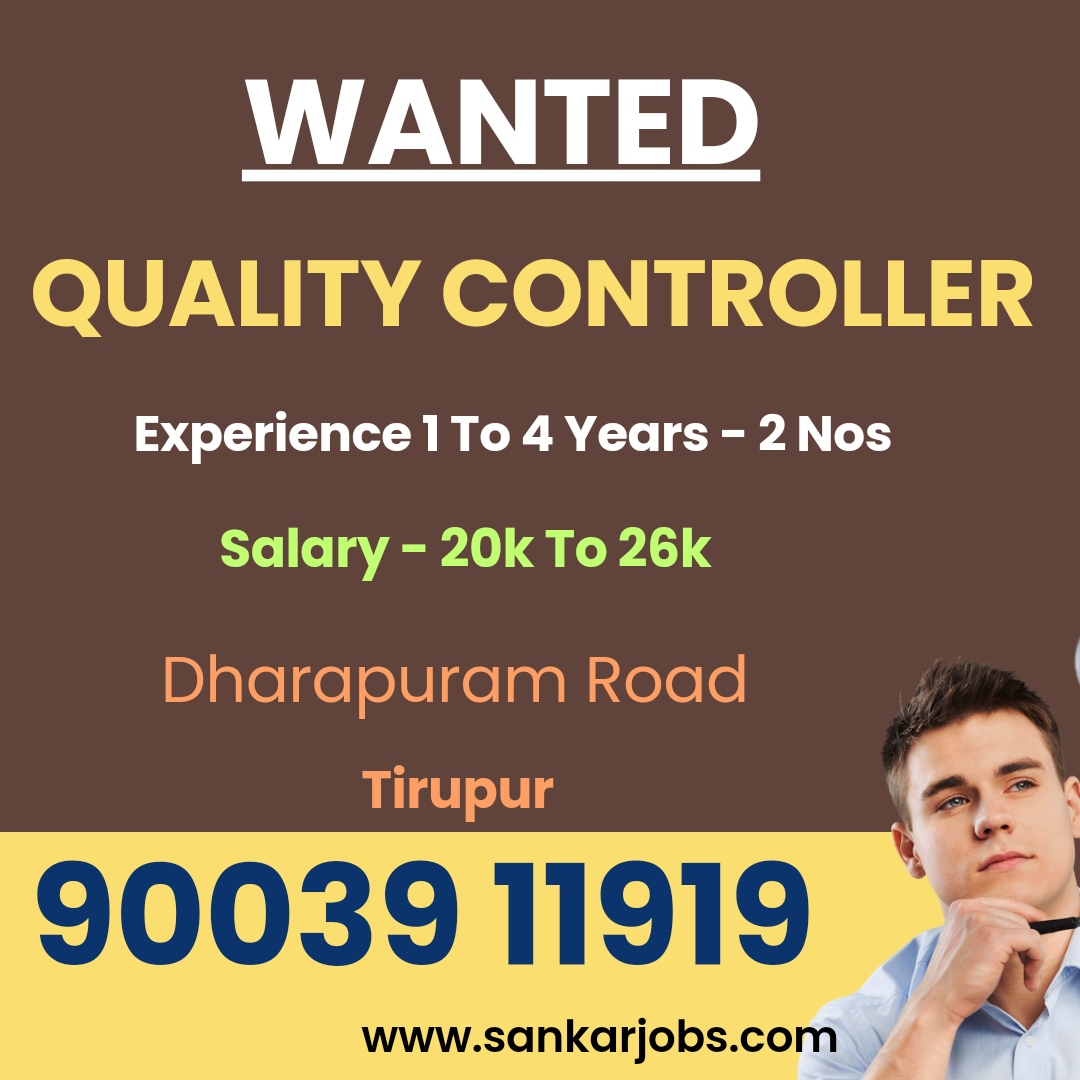 WANTED
QUALITY CONTROLLER
Experience 1 To 4 Years - 2 Nos
Salary - 20k To 26k
Dharapuram Road
Tirupur
90039 11919
www.sankarjobs.com